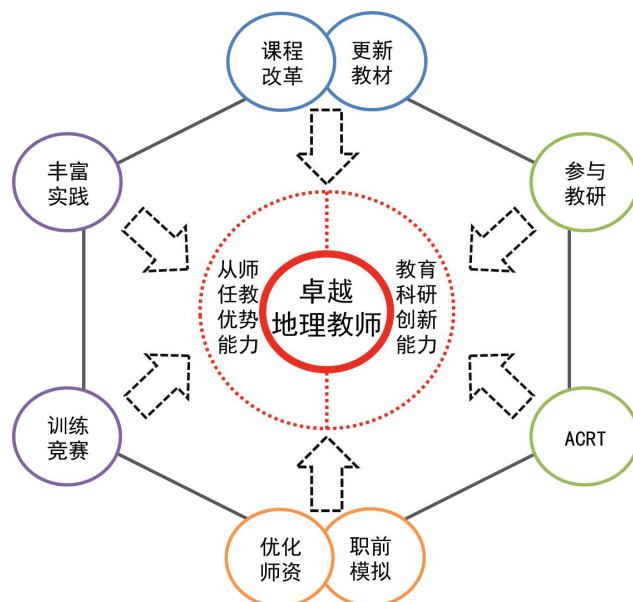 课程
改革
更新
教材
丰富
实践
参与
教研
从师
任教
优势
能力
卓越
地理教师
教育
科研
创新
能力
训练
竞赛
ACRT
优化
师资
职前
模拟